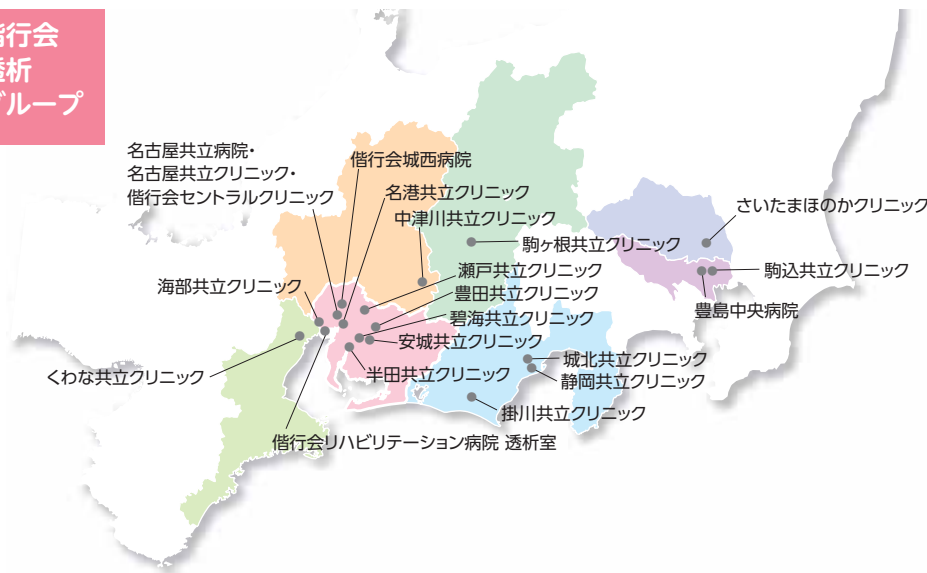 偕行会
透析
グループ
名古屋共立病院・
名古屋共立クリニック・
偕行会セントラルクリニック
偕行会城西病院
名港共立クリニック
中津川共立クリニック
さいたまほのかクリニック
駒ヶ根共立クリニック
瀬戸共立クリニック
駒込共立クリニック
海部共立クリニック
豊田共立クリニック
豊島中央病院
碧海共立クリニック
安城共立クリニック
城北共立クリニック
くわな共立クリニック
半田共立クリニック
静岡共立クリニック
掛川共立クリニック
偕行会リハビリテーション病院 透析室